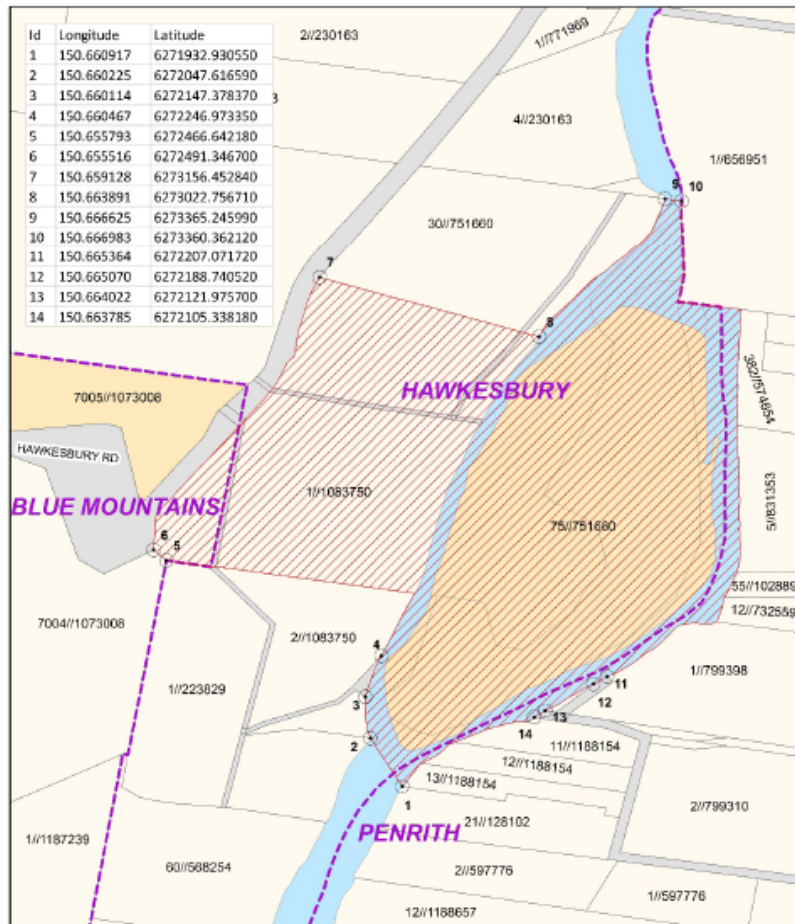 Id Longitude Latitude
1 150.660917 6271932.930550
2 150.660225 6272047.616590
3 150.660114 6272147.378370
4 150.660467 6272246.973350
5 150.655793 6272466.642180
6 150.655516 6272491.346700
7 150.659128 6273156.452840
8 150.663891 6273022.756710
9 150.666625 6273365.245990
10 150.666983 6273360.362120
11 150.665364 6272207.071720
12 150.665070 6272188.740520
13 150.664022 6272121.975700
14 150.663785 6272105.338180
2//230163
1//771969
3
4//230163
1//656951
9
10
30//751660
7
8
382//574654
HAWKESBURY
7005//1073008
HAWKESBURY RD
1//1083750
BLUE MOUNTAINS
75//751660
5//831353
6
5
55//102889
12//732559
7004//1073008
2//1083750
4
1//799398
1//223829
3
11
12
13
2
14
11//1188154
12//1188154
13//1188154
1
2//799310
21//128102
PENRITH
1//1187239
60//568254
2//597776
1//597776
12//1188657